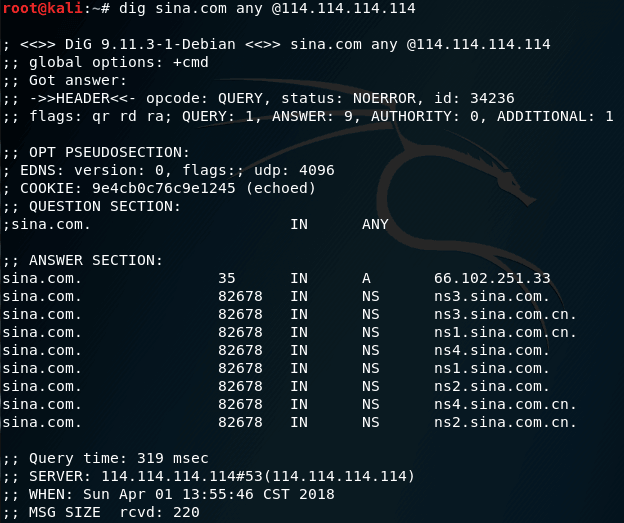 root@kali:~# dig sina.com any @114.114.114.114

; <<>> DiG 9.11.3-1-Debian <<>> sina.com any @114.114.114.114
;; global options: +cmd
;; Got answer:
;; ->>HEADER<<- opcode: QUERY, status: NOERROR, id: 34236
;; flags: qr rd ra; QUERY: 1, ANSWER: 9, AUTHORITY: 0, ADDITIONAL: 1

;; OPT PSEUDOSECTION:
; EDNS: version: 0, flags:; udp: 4096
; COOKIE: 9e4cb0c76c9e1245 (echoed)
;; QUESTION SECTION:
;sina.com. IN ANY

;; ANSWER SECTION:
sina.com. 35 IN A 66.102.251.33
sina.com. 82678 IN NS ns3.sina.com.
sina.com. 82678 IN NS ns3.sina.com.cn.
sina.com. 82678 IN NS ns1.sina.com.cn.
sina.com. 82678 IN NS ns4.sina.com.
sina.com. 82678 IN NS ns1.sina.com.
sina.com. 82678 IN NS ns2.sina.com.
sina.com. 82678 IN NS ns4.sina.com.cn.
sina.com. 82678 IN NS ns2.sina.com.cn.

;; Query time: 319 msec
;; SERVER: 114.114.114.114#53(114.114.114.114)
;; WHEN: Sun Apr 01 13:55:46 CST 2018
;; MSG SIZE rcvd: 220